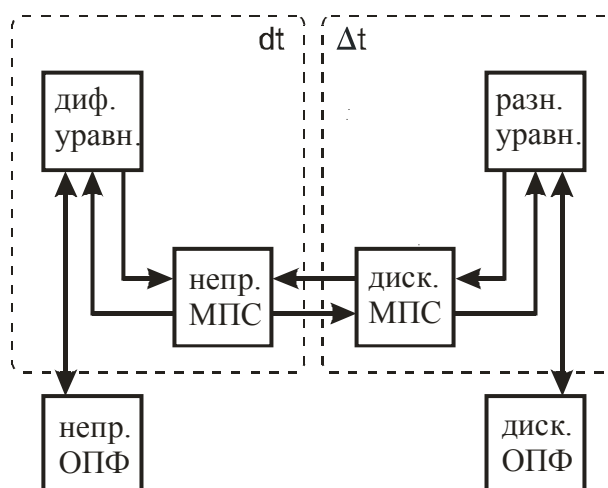 dt
Δt
диф.
уравн.
разн.
уравн.
непр.
МПС
диск.
МПС
непр.
ОПФ
диск.
ОПФ